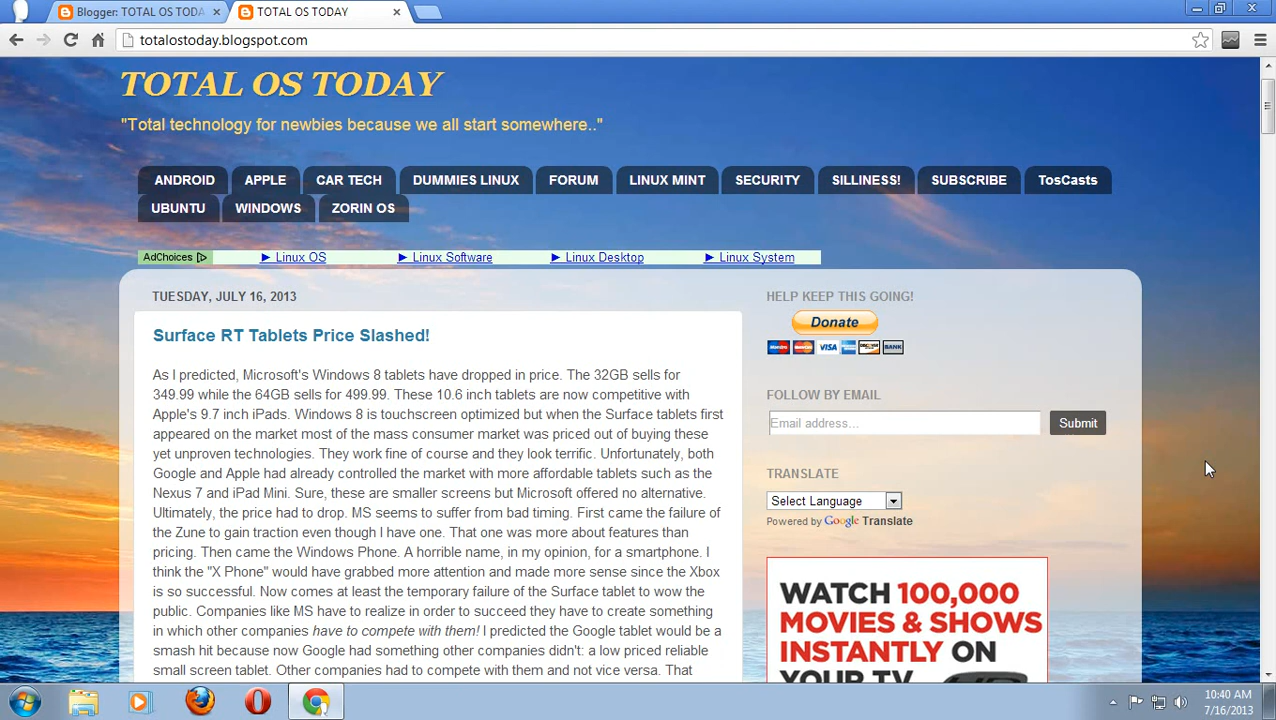 Blogger: TOTAL OS TODA
TOTAL OS TODAY
totalostoday.blogspot.com
TOTAL OS TODAY
"Total technology for newbies because we all start somewhere.."
ANDROID APPLE CAR TECH DUMMIES LINUX FORUM LINUX MINT SECURITY SILLINESS! SUBSCRIBE TosCasts
UBUNTU WINDOWS ZORIN OS
AdChoices Linux OS Linux Software Linux Desktop Linux System
TUESDAY, JULY 16, 2013
Surface RT Tablets Price Slashed!
As I predicted, Microsoft's Windows 8 tablets have dropped in price. The 32GB sells for
349.99 while the 64GB sells for 499.99. These 10.6 inch tablets are now competitive with
Apple's 9.7 inch iPads. Windows 8 is touchscreen optimized but when the Surface tablets first
appeared on the market most of the mass consumer market was priced out of buying these
yet unproven technologies. They work fine of course and they look terrific. Unfortunately, both
Google and Apple had already controlled the market with more affordable tablets such as the
Nexus 7 and iPad Mini. Sure, these are smaller screens but Microsoft offered no alternative.
Ultimately, the price had to drop. MS seems to suffer from bad timing. First came the failure of
the Zune to gain traction even though I have one. That one was more about features than
pricing. Then came the Windows Phone. A horrible name, in my opinion, for a smartphone. I
think the "X Phone" would have grabbed more attention and made more sense since the Xbox
is so successful. Now comes at least the temporary failure of the Surface tablet to wow the
public. Companies like MS have to realize in order to succeed they have to create something
in which other companies have to compete with them! I predicted the Google tablet would be a
smash hit because now Google had something other companies didn't: a low priced reliable
small screen tablet. Other companies had to compete with them and not vice versa. That
HELP KEEP THIS GOING!
Donate
VISA
BANK
FOLLOW BY EMAIL
Email address...
Submit
TRANSLATE
Select Language
Powered by Google Translate
WATCH 100,000
MOVIES & SHOWS
INSTANTLY ON
YOUR TV
10:40 AM
7/16/2013